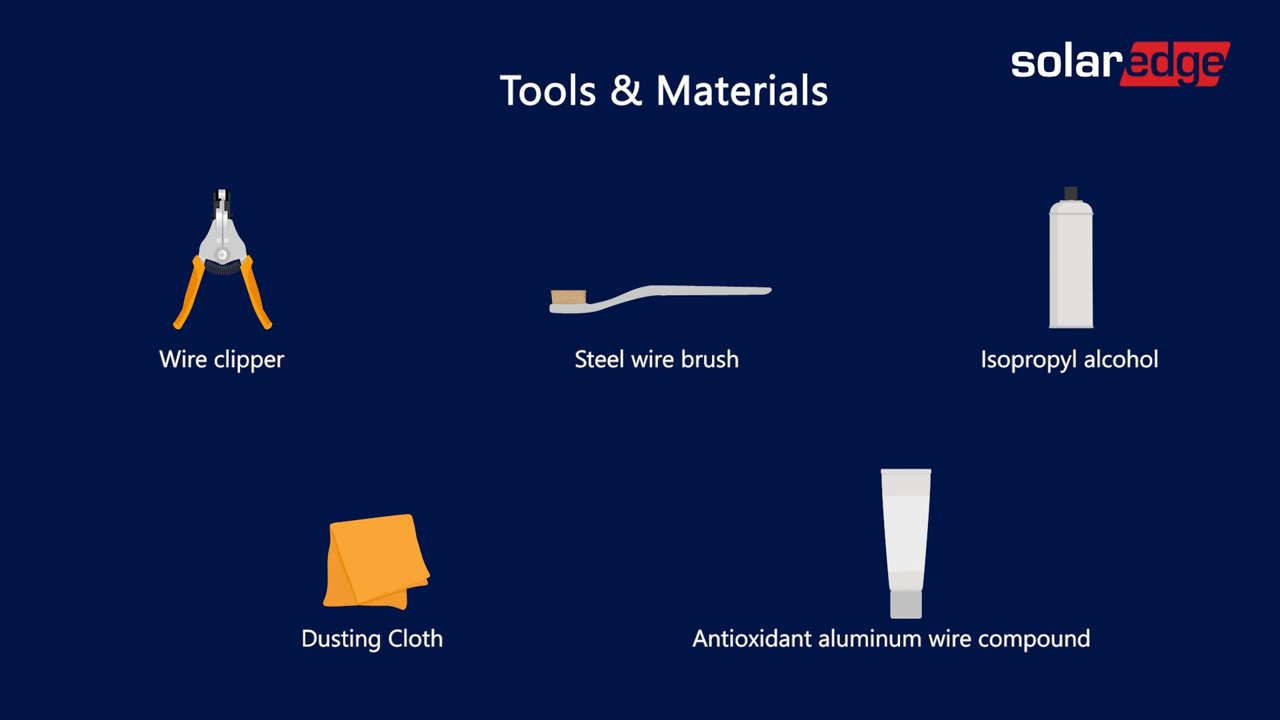 solaredge
Tools & Materials
Wire clipper
Steel wire brush
Isopropyl alcohol
Dusting Cloth
Antioxidant aluminum wire compound